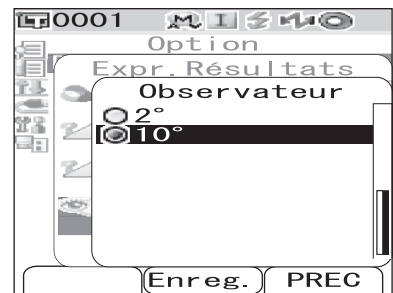 0001 M I
Option
Expr.Résultats
Observateur
2°
10°
Enreg. PREC